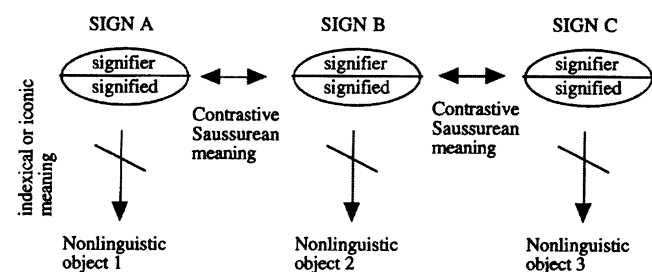 SIGN A SIGN B SIGN C
signifier signifier signifier
signified signified signified
Contrastive
Saussurean
meaning
Contrastive
Saussurean
meaning
indexical or iconic
meaning
Nonlinguistic
object 1
Nonlinguistic
object 2
Nonlinguistic
object 3